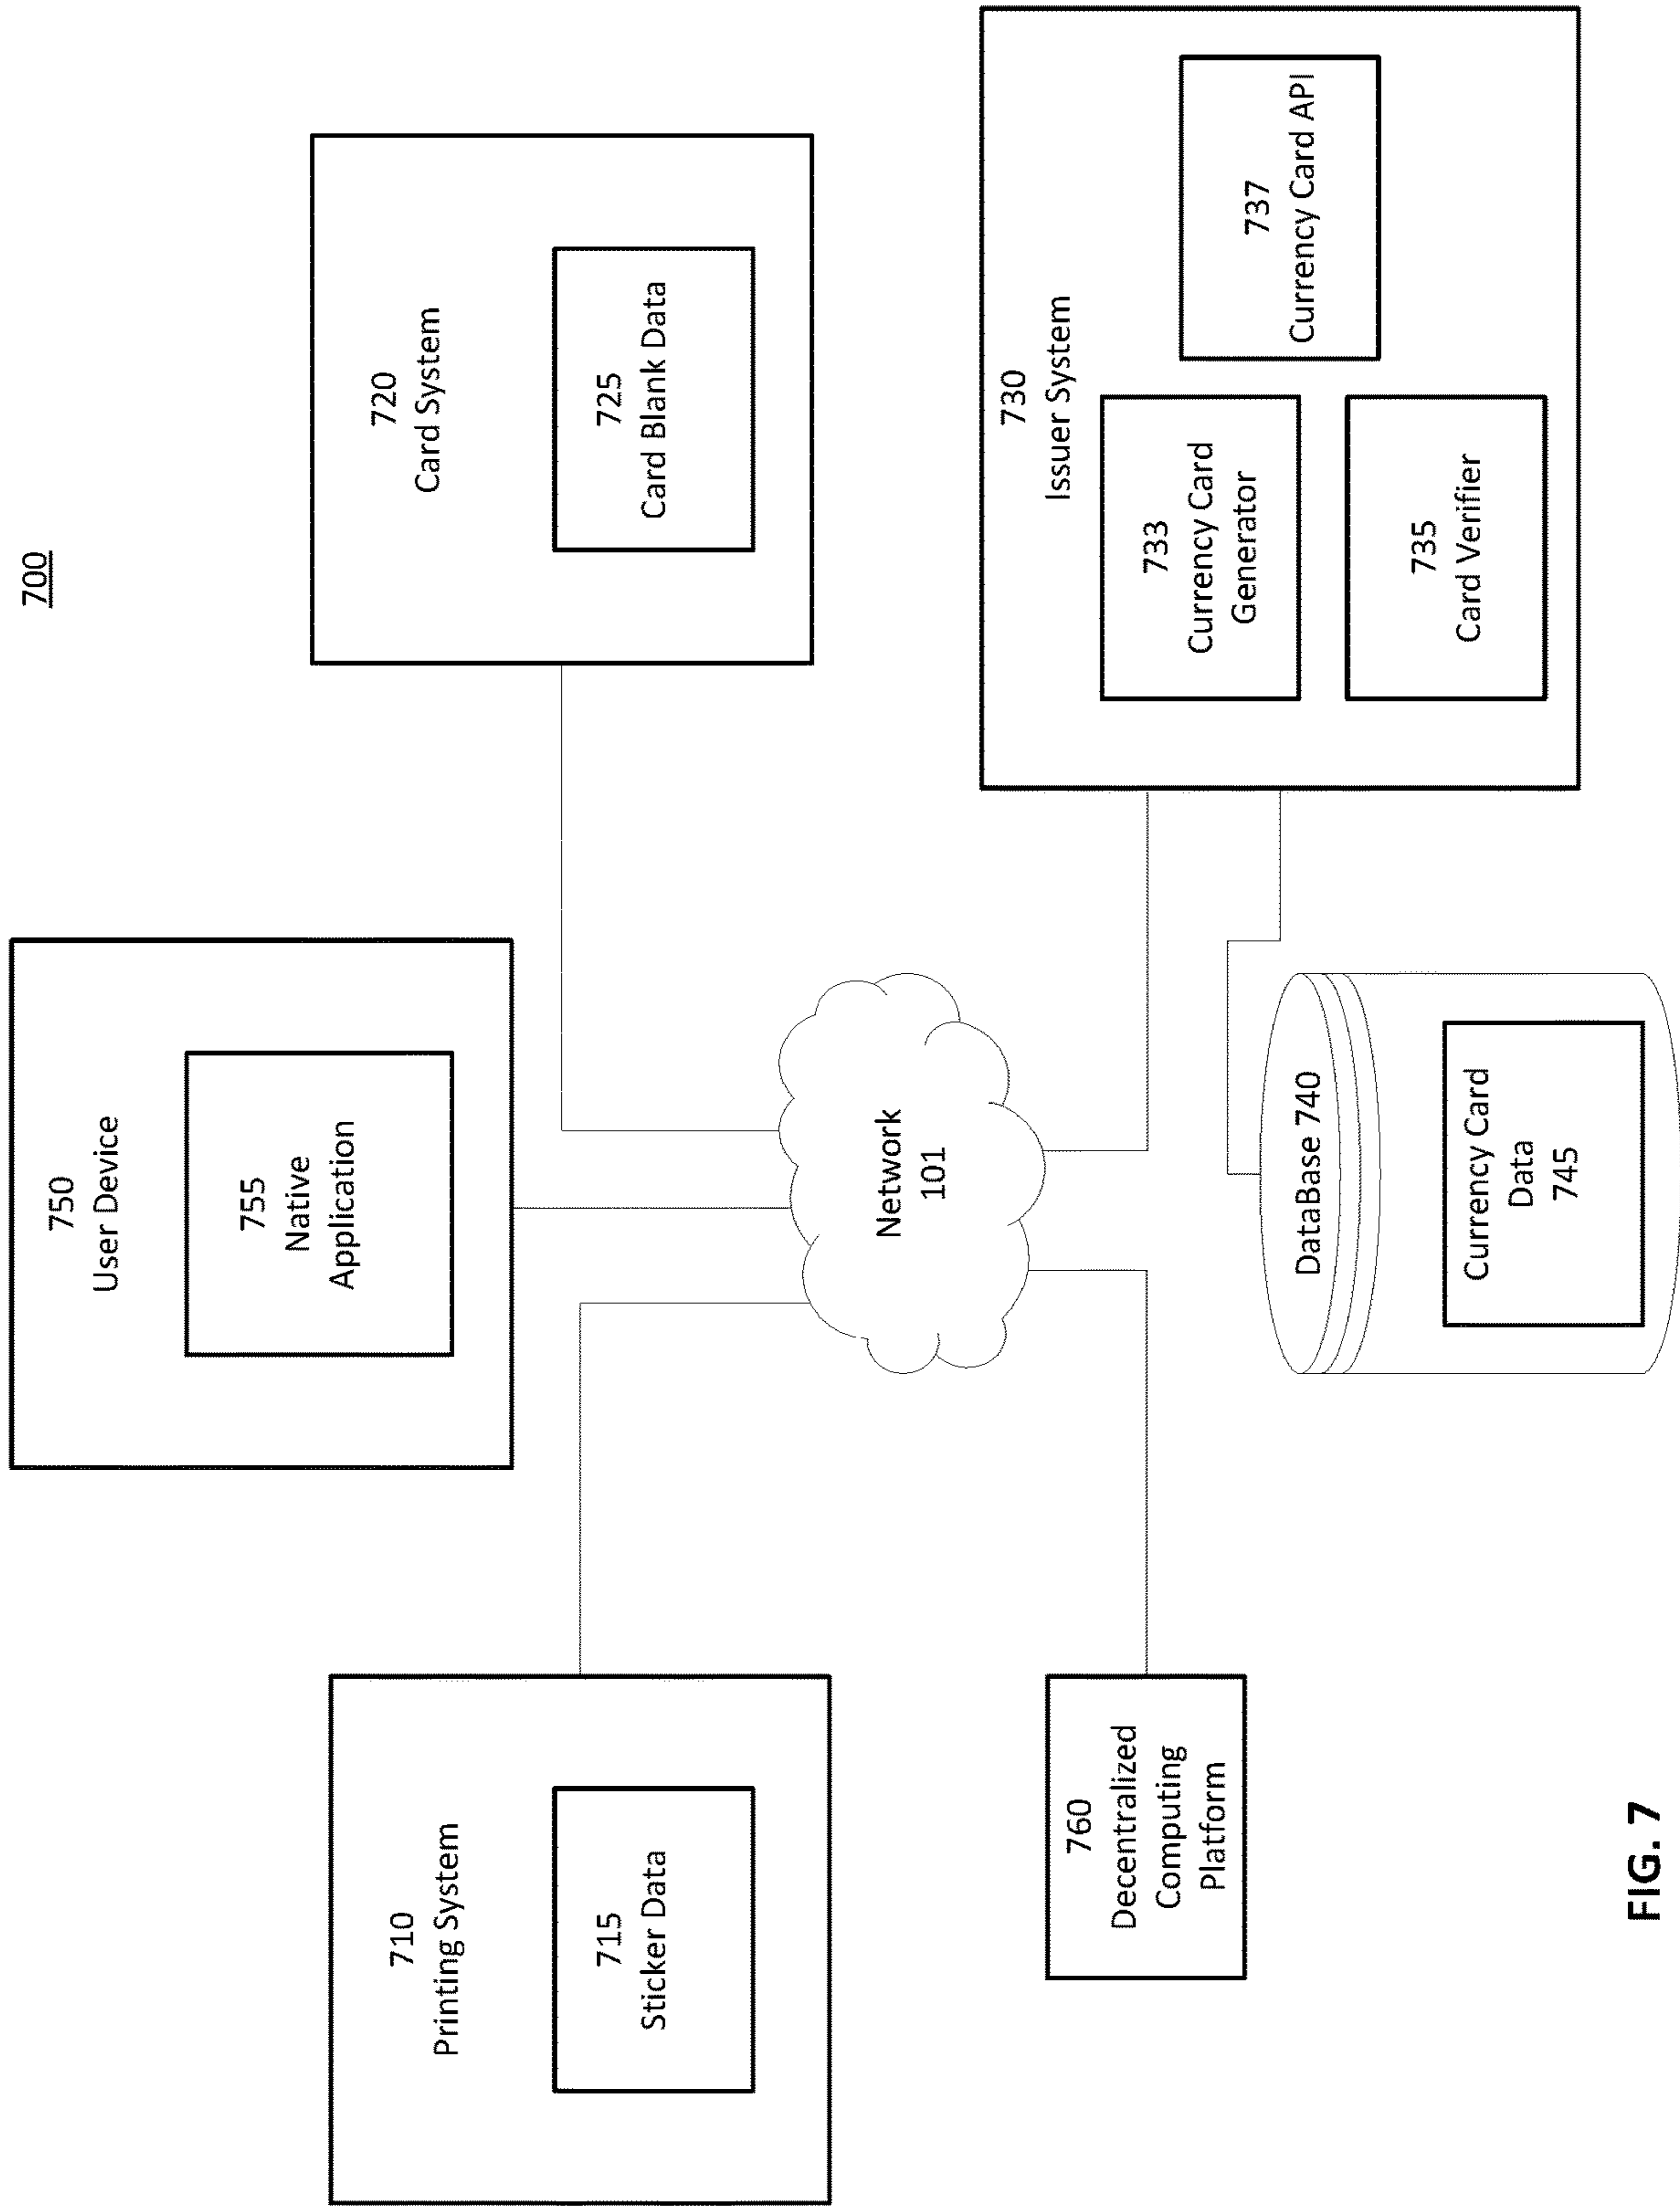 700
710
Printing System
715
Sticker Data
750
User Device
755
Native
Application
720
Card System
725
Card Blank Data
Network
101
760
Decentralized
Computing
Platform
DataBase 740
Currency Card
Data
745
730
Issuer System
733
Currency Card
Generator
735
Card Verifier
737
Currency Card API
FIG. 7